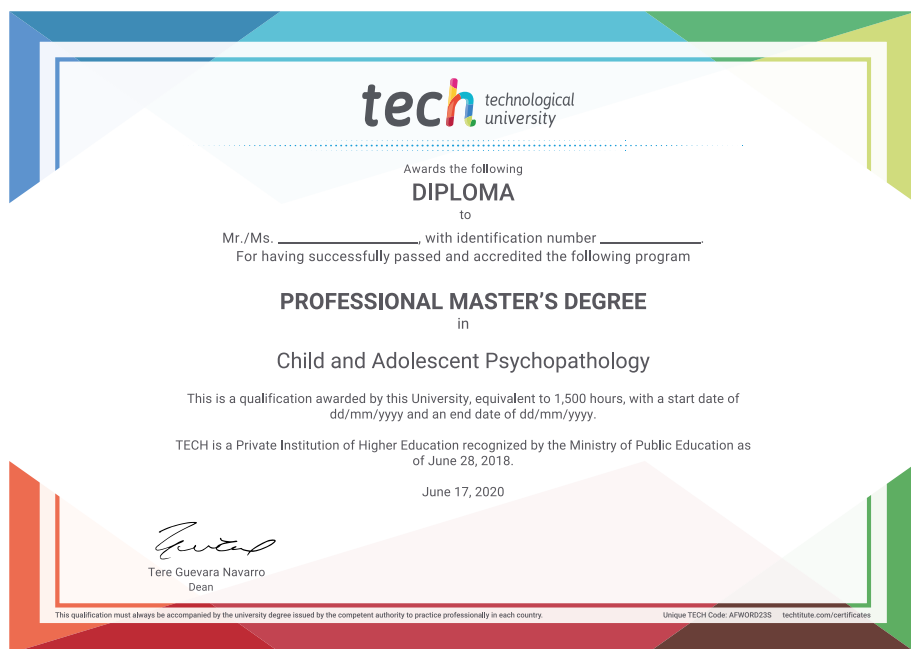 tech technological
university
Awards the following
DIPLOMA
to
Mr./Ms. ____________________, with identification number ______________.
For having successfully passed and accredited the following program
PROFESSIONAL MASTER'S DEGREE
in
Child and Adolescent Psychopathology
This is a qualification awarded by this University, equivalent to 1,500 hours, with a start date of
dd/mm/yyyy and an end date of dd/mm/yyyy.
TECH is a Private Institution of Higher Education recognized by the Ministry of Public Education as
of June 28, 2018.
June 17, 2020
Tere Guevara Navarro
Dean
This qualification must always be accompanied by the university degree issued by the competent authority to practice professionally in each country.
Unique TECH Code: AFWORD23S techtitute.com/certificates